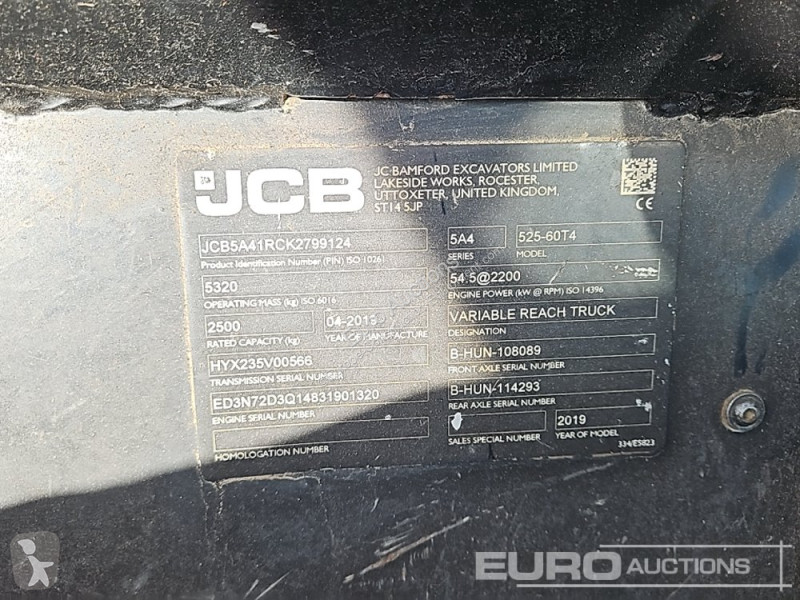 JCB
JC BAMFORD EXCAVATORS LIMITED
LAKESIDE WORKS, ROCESTER,
UTTOXETER, UNITED KINGDOM,
ST14 5JP
CE
JCB5A41RCK2799124
Product Identification Number (PIN) ISO 10261
5A4
SERIES
525-60T4
MODEL
5320
OPERATING MASS (kg) ISO 6016
54.5@2200
ENGINE POWER (kW @ RPM) ISO 14396
2500
RATED CAPACITY (kg)
04-2019
YEAR OF MANUFACTURE
VARIABLE REACH TRUCK
DESIGNATION
HYX235V00566
TRANSMISSION SERIAL NUMBER
B-HUN-108089
FRONT AXLE SERIAL NUMBER
ED3N72D3Q14831901320
ENGINE SERIAL NUMBER
B-HUN-114293
REAR AXLE SERIAL NUMBER
HOMOLOGATION NUMBER
SALES SPECIAL NUMBER
2019
YEAR OF MODEL
334/E5823
EURO AUCTIONS